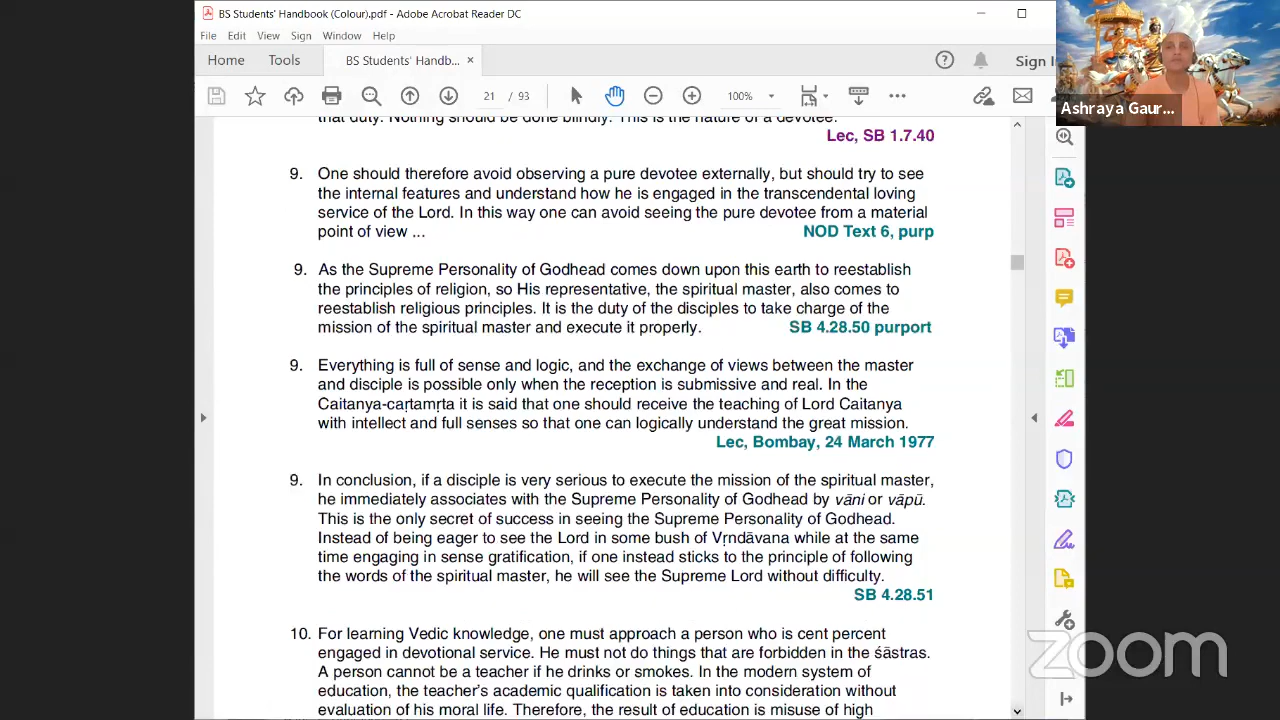 BS Students' Handbook (Colour).pdf - Adobe Acrobat Reader DC
File Edit View Sign Window Help
Home Tools BS Students' Handb... × Sign I
21 / 93 100%
Ashraya Gaur...
that duty. Nothing should be done blindly. This is the nature of a devotee.
Lec, SB 1.7.40
9. One should therefore avoid observing a pure devotee externally, but should try to see
the internal features and understand how he is engaged in the transcendental loving
service of the Lord. In this way one can avoid seeing the pure devotee from a material
point of view ... NOD Text 6, purp
9. As the Supreme Personality of Godhead comes down upon this earth to reestablish
the principles of religion, so His representative, the spiritual master, also comes to
reestablish religious principles. It is the duty of the disciples to take charge of the
mission of the spiritual master and execute it properly. SB 4.28.50 purport
9. Everything is full of sense and logic, and the exchange of views between the master
and disciple is possible only when the reception is submissive and real. In the
Caitanya-carṭamṛta it is said that one should receive the teaching of Lord Caitanya
with intellect and full senses so that one can logically understand the great mission.
Lec, Bombay, 24 March 1977
9. In conclusion, if a disciple is very serious to execute the mission of the spiritual master,
he immediately associates with the Supreme Personality of Godhead by vāni or vāpū.
This is the only secret of success in seeing the Supreme Personality of Godhead.
Instead of being eager to see the Lord in some bush of Vṛndāvana while at the same
time engaging in sense gratification, if one instead sticks to the principle of following
the words of the spiritual master, he will see the Supreme Lord without difficulty.
SB 4.28.51
10. For learning Vedic knowledge, one must approach a person who is cent percent
engaged in devotional service. He must not do things that are forbidden in the śāstras.
A person cannot be a teacher if he drinks or smokes. In the modern system of
education, the teacher's academic qualification is taken into consideration without
evaluation of his moral life. Therefore, the result of education is misuse of high
zoom